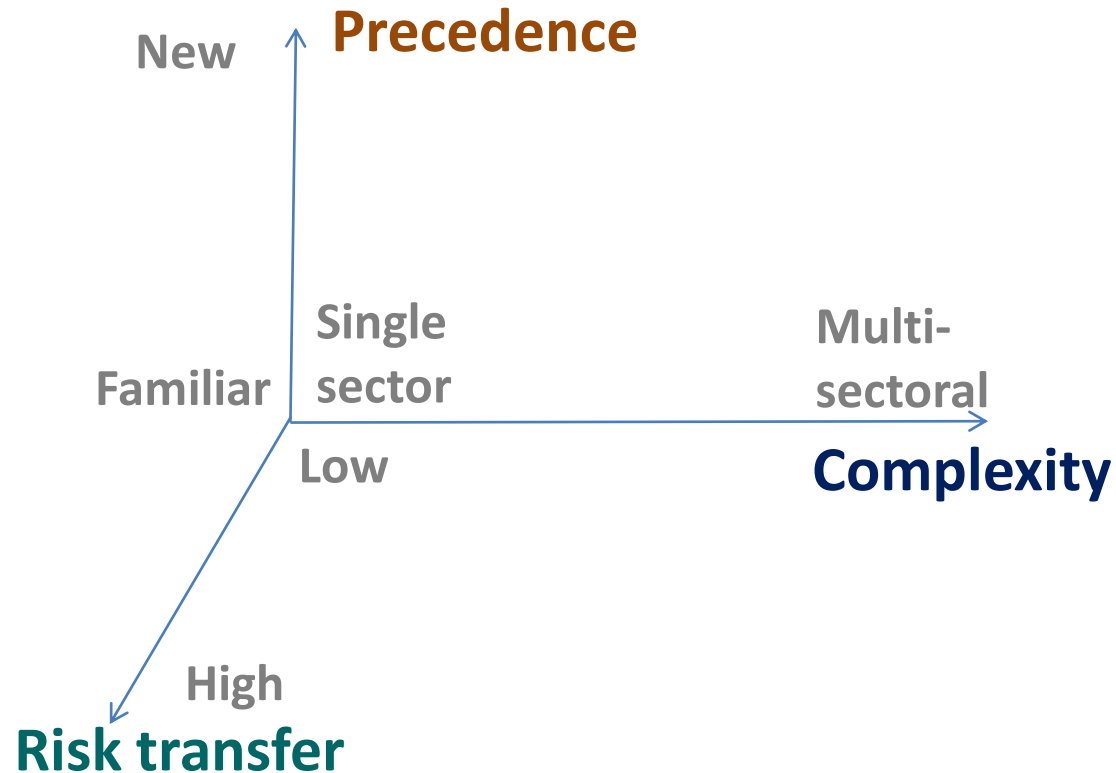 New
Precedence
Single
sector
Multi-
sectoral
Familiar
Low
Complexity
High
Risk transfer